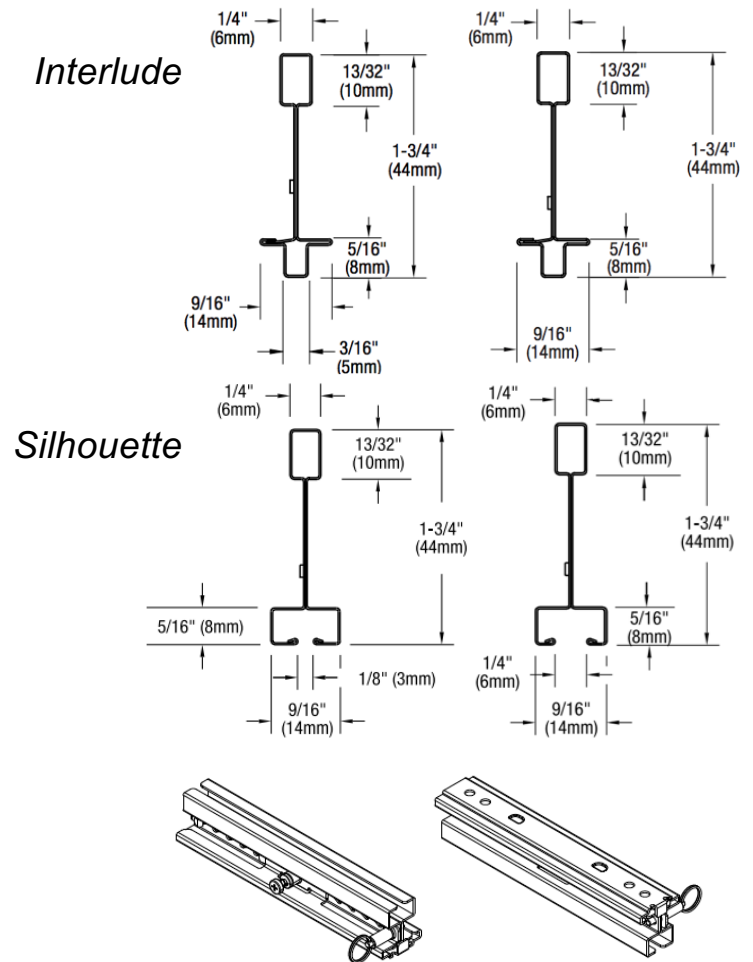 Interlude
1/4"
(6mm)
13/32"
(10mm)
1-3/4"
(44mm)
5/16"
(8mm)
9/16"
(14mm)
3/16"
(5mm)
1/4"
(6mm)
13/32"
(10mm)
1-3/4"
(44mm)
5/16"
(8mm)
9/16"
(14mm)
Silhouette
1/4"
(6mm)
13/32"
(10mm)
1-3/4"
(44mm)
5/16" (8mm)
1/8" (3mm)
9/16"
(14mm)
1/4"
(6mm)
13/32"
(10mm)
1-3/4"
(44mm)
5/16"
(8mm)
1/4"
(6mm)
9/16"
(14mm)